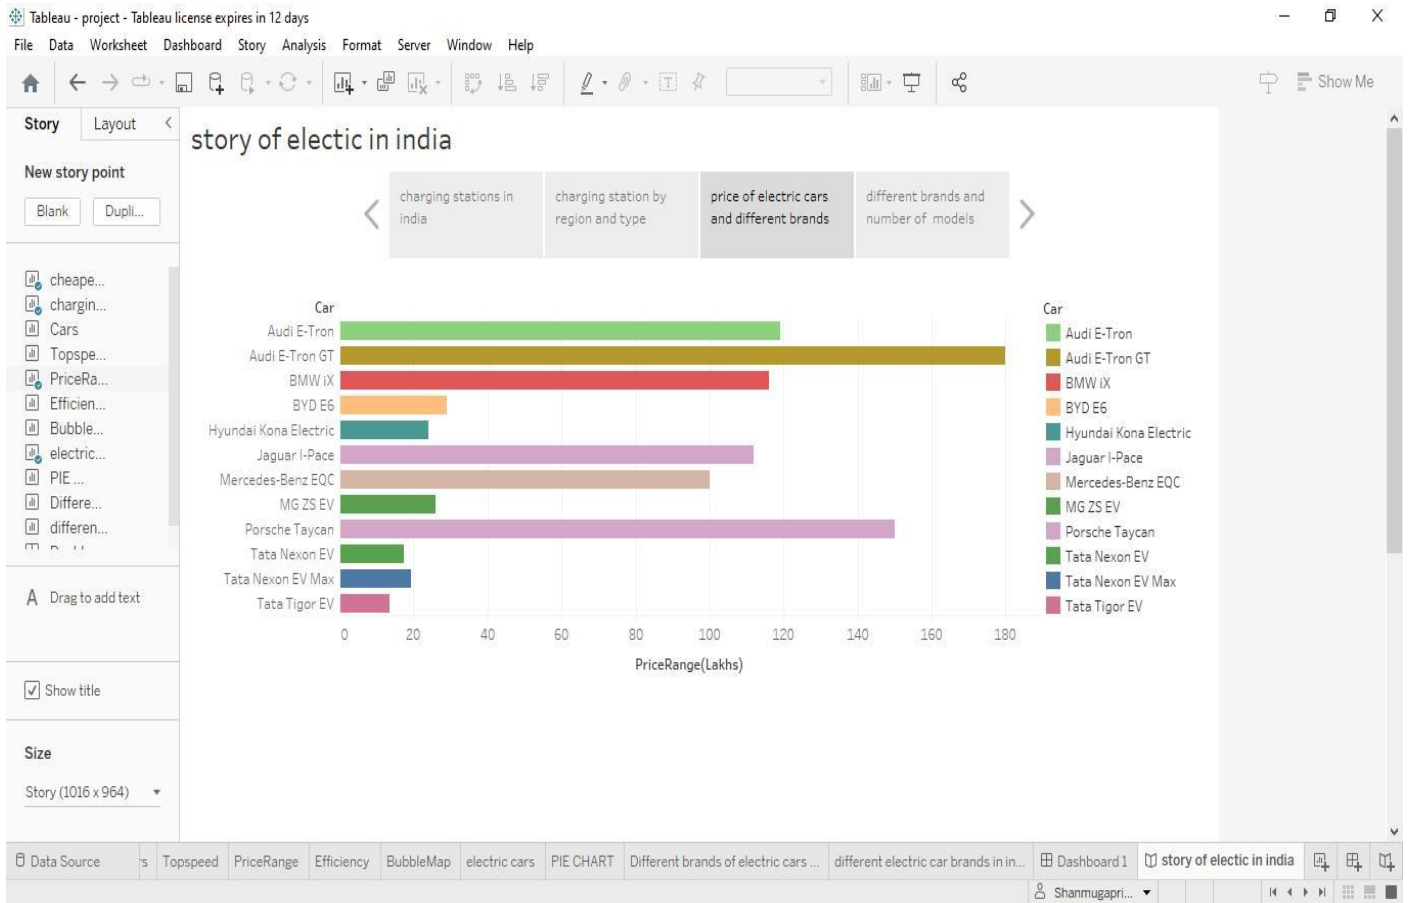 Tableau - project - Tableau license expires in 12 days
File Data Worksheet Dashboard Story Analysis Format Server Window Help
Show Me
Story Layout
New story point
Blank Dupli...
cheape...
chargin...
Cars
Topspe...
PriceRa...
Efficien...
Bubble...
electric...
PIE ...
Differe...
differen...
A Drag to add text
Show title
Size
Story (1016 x 964)
story of electic in india
charging stations in
india
charging station by
region and type
price of electric cars
and different brands
different brands and
number of models
Car
Audi E-Tron
Audi E-Tron GT
BMW iX
BYD E6
Hyundai Kona Electric
Jaguar I-Pace
Mercedes-Benz EQC
MG ZS EV
Porsche Taycan
Tata Nexon EV
Tata Nexon EV Max
Tata Tigor EV
0 20 40 60 80 100 120 140 160 180
PriceRange(Lakhs)
Car
Audi E-Tron
Audi E-Tron GT
BMW iX
BYD E6
Hyundai Kona Electric
Jaguar I-Pace
Mercedes-Benz EQC
MG ZS EV
Porsche Taycan
Tata Nexon EV
Tata Nexon EV Max
Tata Tigor EV
Data Source 's Topspeed PriceRange Efficiency BubbleMap electric cars PIE CHART Different brands of electric cars ... different electric car brands in in... Dashboard 1 story of electic in india
Shanmugapri...